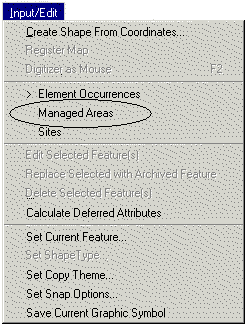 Input/Edit
Create Shape From Coordinates...
Register Map
Digitizer as Mouse F2
> Element Occurrences
Managed Areas
Sites
Edit Selected Feature(s)
Replace Selected with Archived Feature
Delete Selected Feature(s)
Calculate Deferred Attributes
Set Current Feature...
Set ShapeType
Set Copy Theme...
Set Snap Options...
Save Current Graphic Symbol